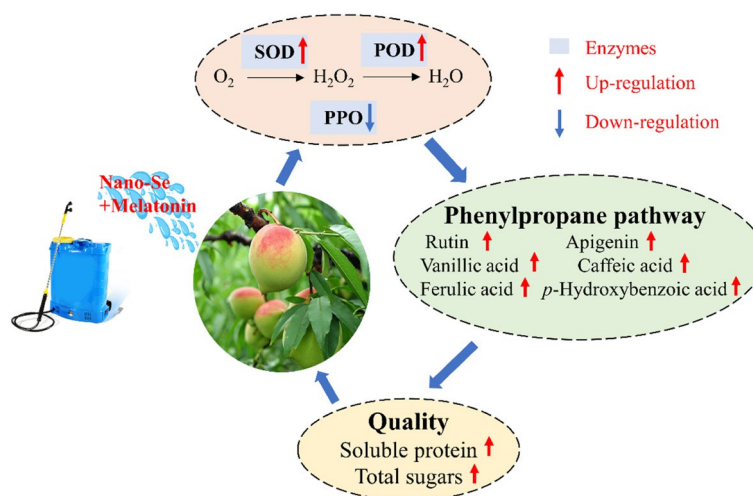 SOD
POD
O₂
H₂O₂
H₂O
PPO
Enzymes
Up-regulation
Down-regulation
Nano-Se
+Melatonin
Phenylpropane pathway
Rutin Apigenin
Vanillic acid Caffeic acid
Ferulic acid p-Hydroxybenzoic acid
Quality
Soluble protein
Total sugars